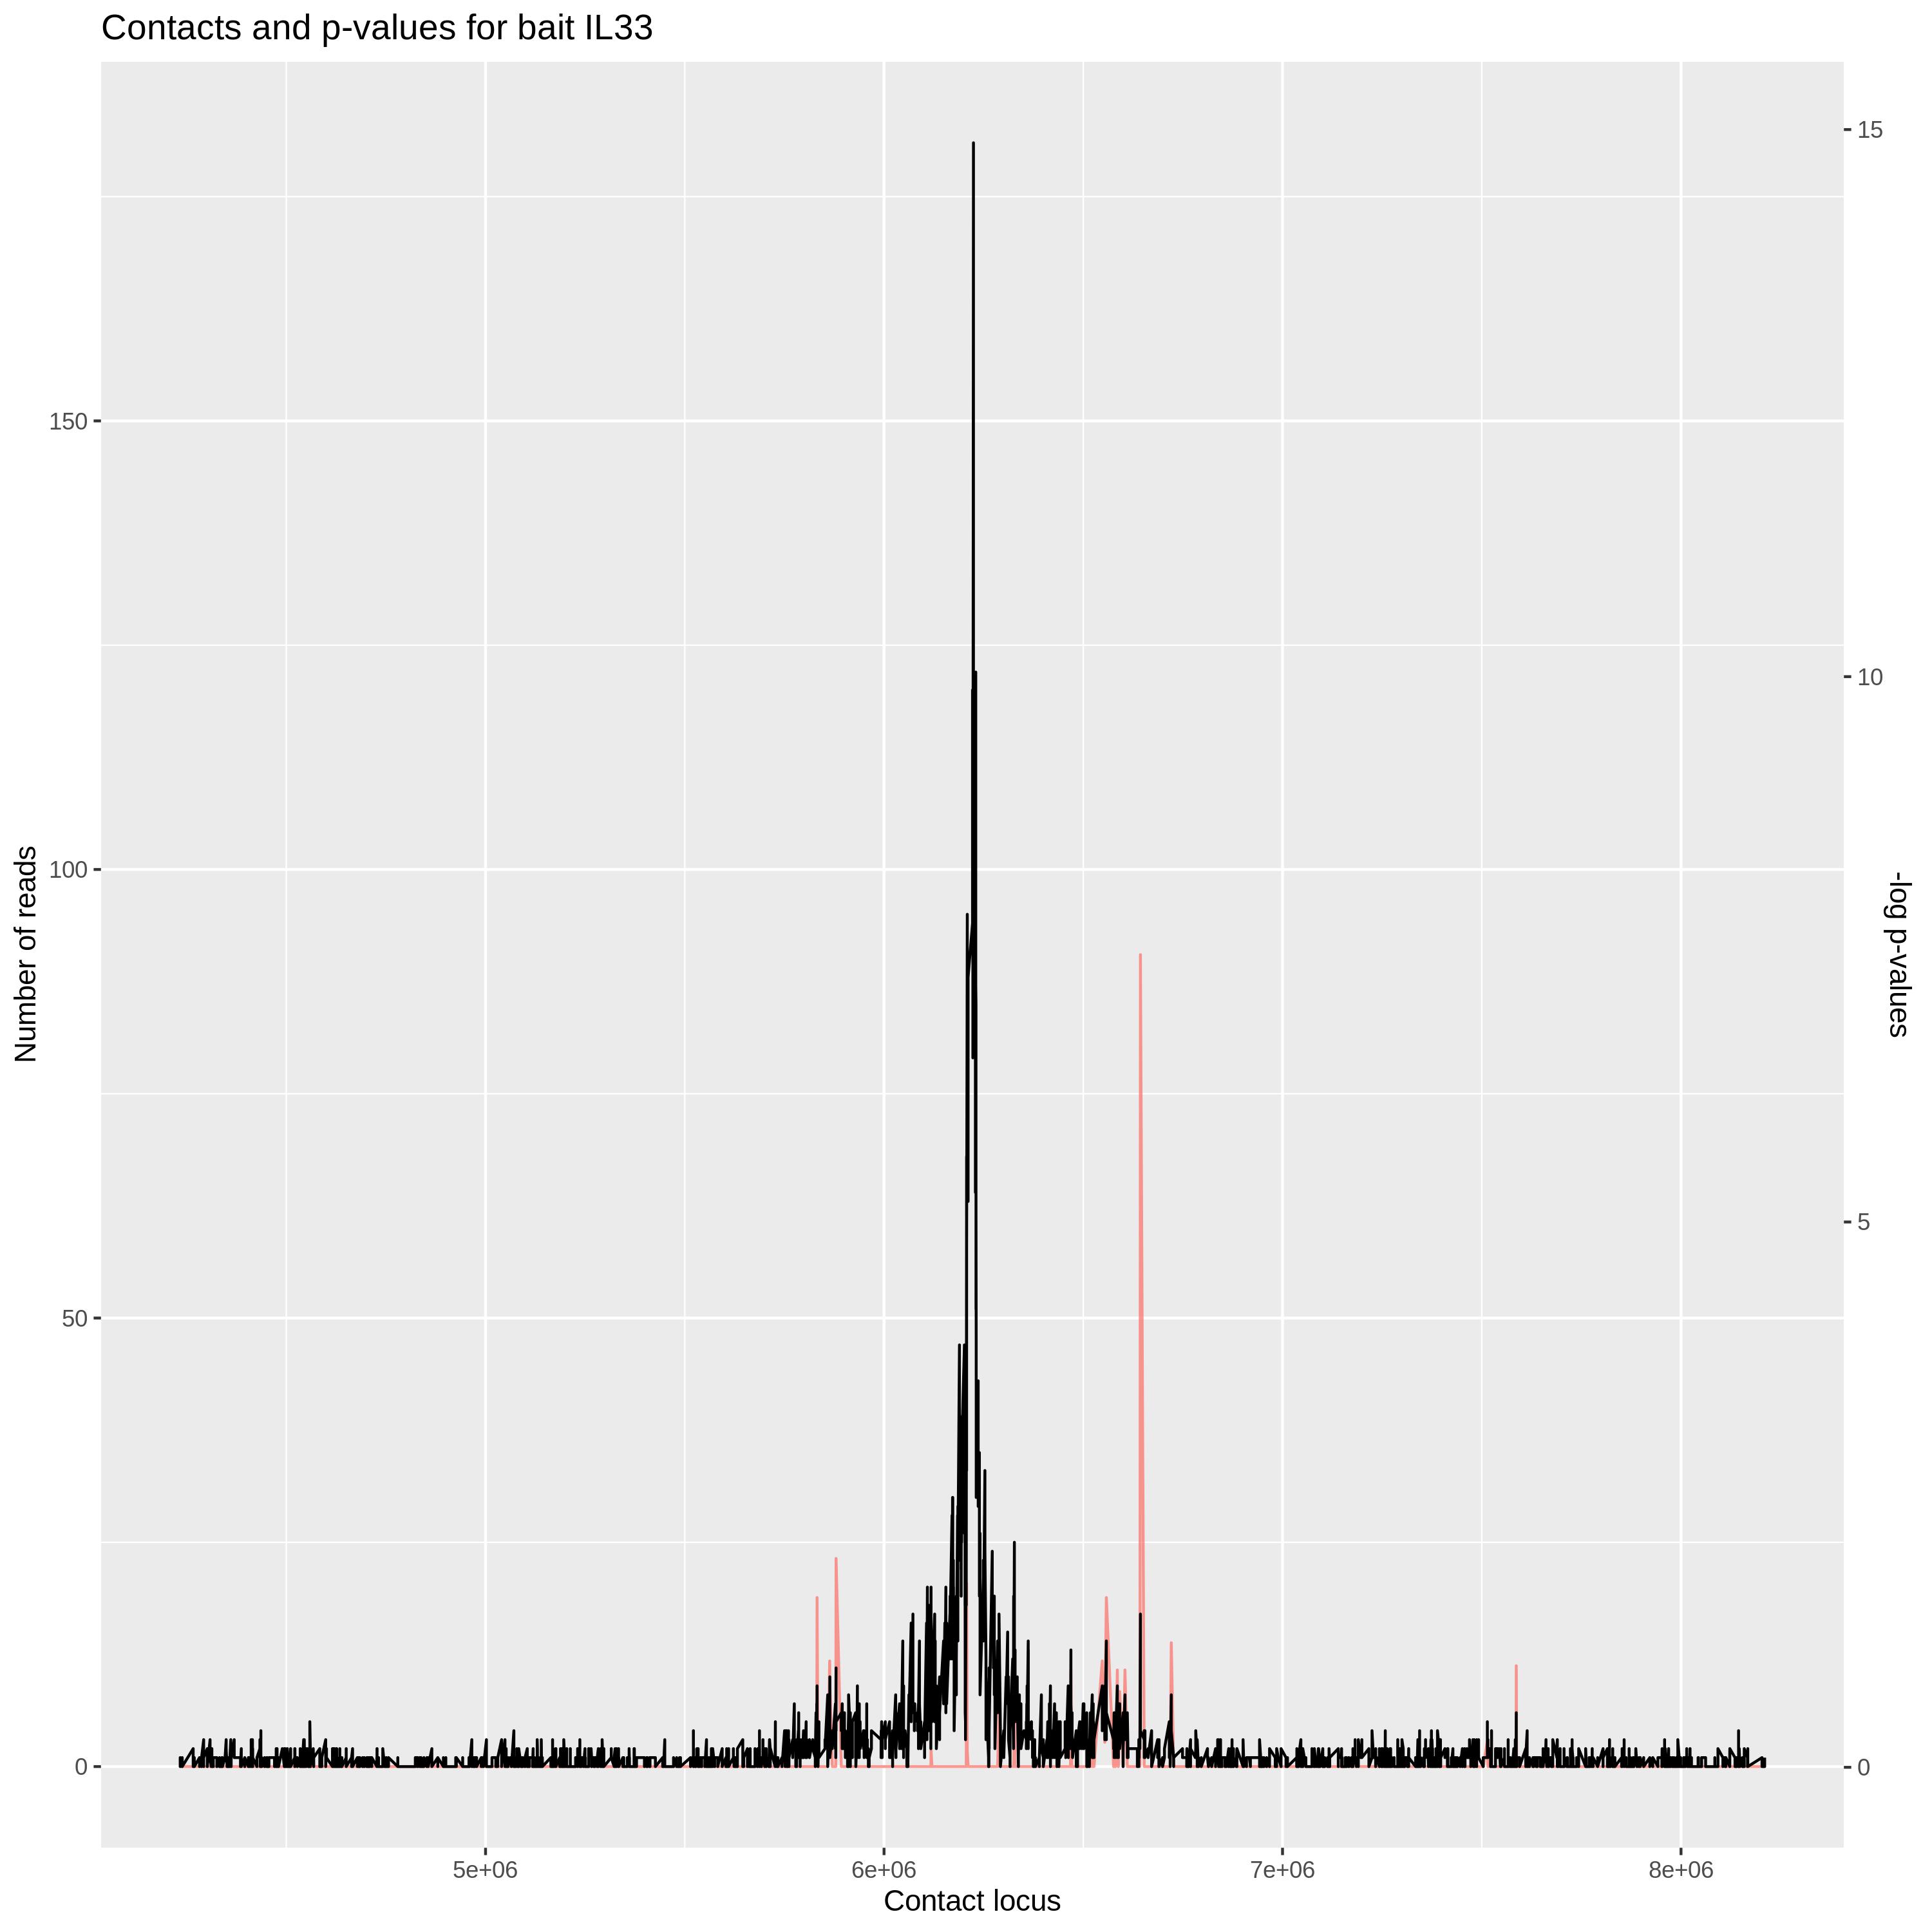 Contacts and p-values for bait IL33
15
150
10
100
Number of reads
-log p-values
5
50
0
0
5e+06
6e+06
7e+06
8e+06
Contact locus